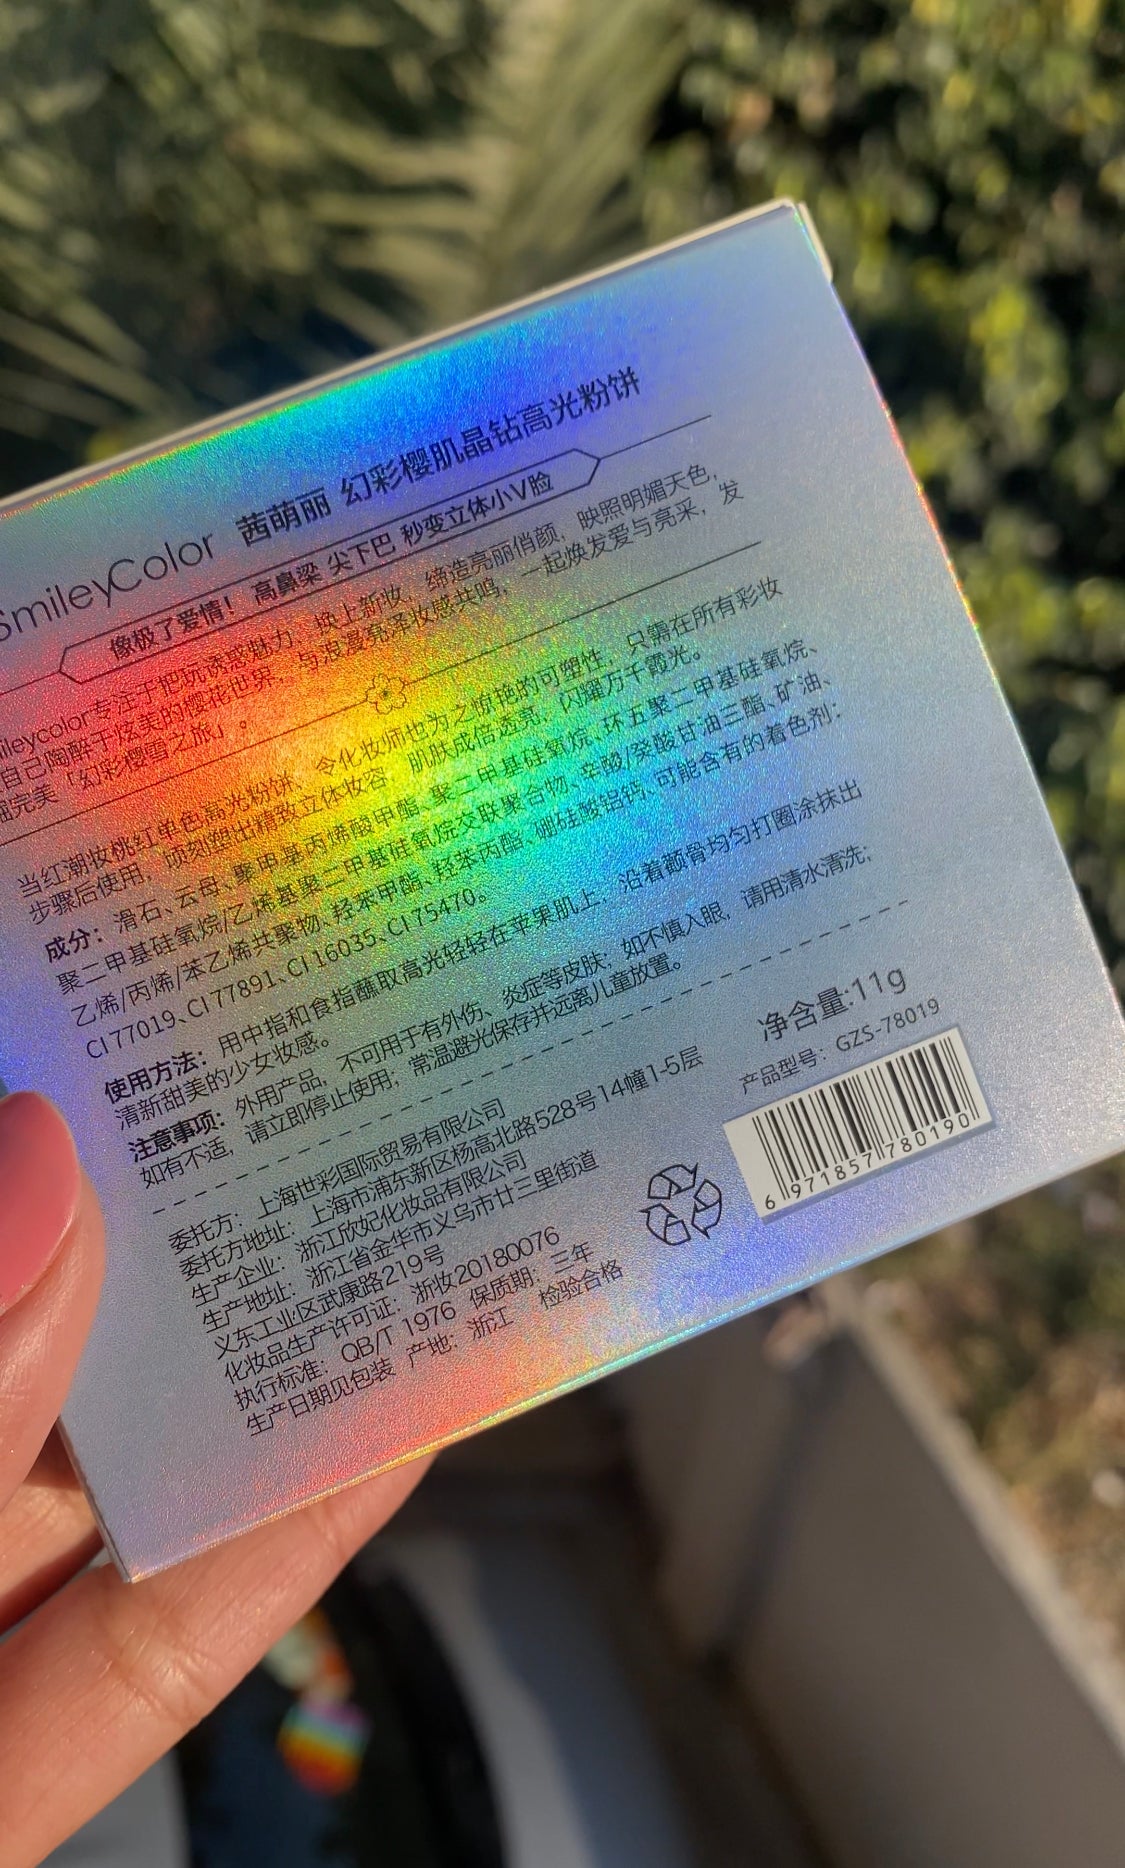 SmileyColor 茜萌丽 幻彩樱肌晶钻高光粉饼
像极了爱情！ 高鼻梁 尖下巴 秒变立体小V脸
ileycolor专注于把玩诱惑魅力，换上新妆，缔造亮丽俏颜，映照明媚天色，
自己陶醉于炫美的樱花世界，与浪漫亮泽妆感共鸣，一起焕发爱与亮采，发
掘完美「幻彩樱雪之旅」。
当红潮妆桃红单色高光粉饼、令化妆师也为之惊艳的可塑性，只需在所有彩妆
步骤后使用，顷刻塑出精致立体妆容，肌肤成倍透亮，闪耀万千霞光。
成分：滑石、云母、聚甲基丙烯酸甲酯、聚二甲基硅氧烷、环五聚二甲基硅氧烷、
聚二甲基硅氧烷/乙烯基聚二甲基硅氧烷交联聚合物、辛酸/癸酸甘油三酯、矿油、
乙烯/丙烯/苯乙烯共聚物、羟苯甲酯、羟苯丙酯、硼硅酸铝钙、可能含有的着色剂：
CI 77019、CI 77891、CI 16035、CI 75470。
使用方法：用中指和食指蘸取高光轻轻在苹果肌上，沿着颧骨均匀打圈涂抹出
清新甜美的少女妆感。
注意事项：外用产品，不可用于有外伤、炎症等皮肤；如不慎入眼，请用清水清洗；
如有不适，请立即停止使用；常温避光保存并远离儿童放置。
委托方：上海世彩国际贸易有限公司
委托方地址：上海市浦东新区杨高北路528号14幢1-5层
生产企业：浙江欣妃化妆品有限公司
生产地址：浙江省金华市义乌市廿三里街道
义东工业区武康路219号
化妆品生产许可证：浙妆20180076
执行标准：QB/T 1976 保质期：三年
生产日期见包装 产地：浙江 检验合格
净含量:11g
产品型号：GZS-78019
6 971857 780190